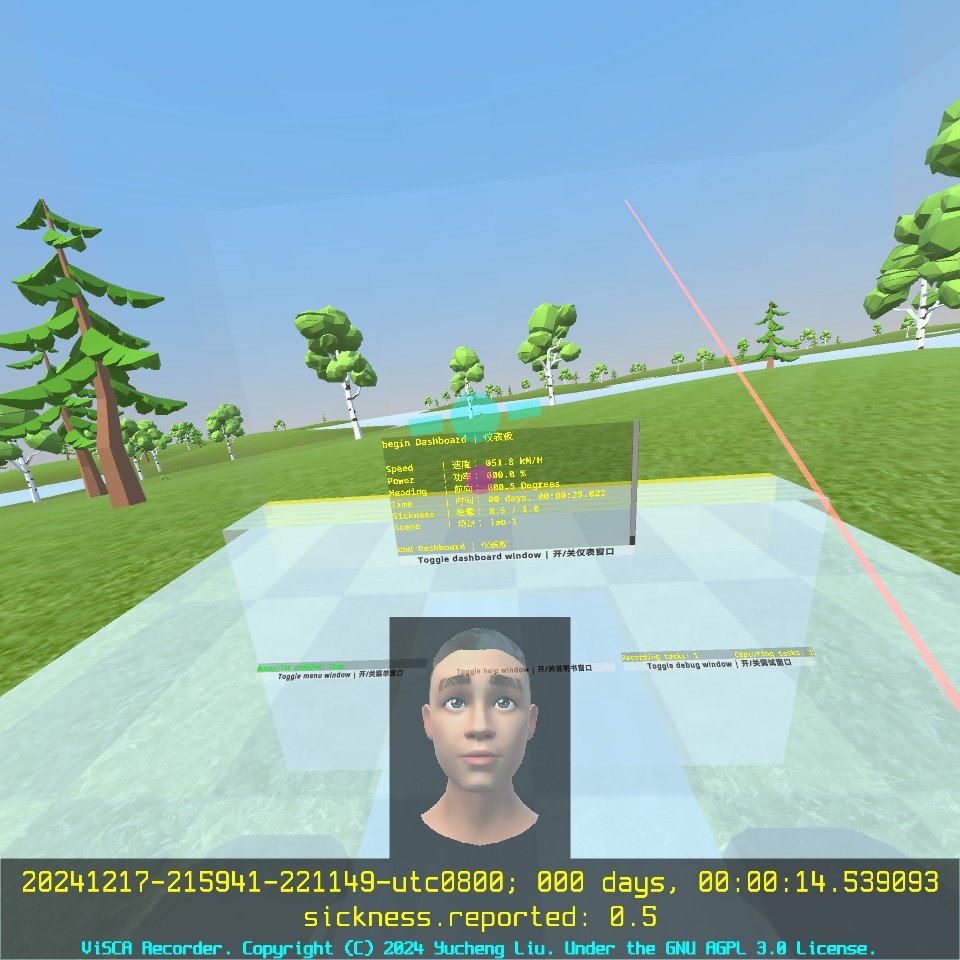 begin Dashboard | 仪表板
Speed | 速度: 051.8 kM/H
Power | 功率: 000.0 %
Heading | 航向: 000.5 Degrees
Time | 时间: 00 days, 00:00:28.022
Sickness | 眩晕: 0.5 / 4.0
Scene | 场景: lab-1
end Dashboard | 仪表板
Toggle dashboard window | 开/关仪表窗口
Autopilot enabled: True
Toggle menu window | 开/关菜单窗口
Toggle help window | 开/关说明书窗口
Recording tasks: 1 Capturing tasks: 1
Toggle debug window | 开/关调试窗口
20241217-215941-221149-utc0800; 000 days, 00:00:14.539093
sickness.reported: 0.5
ViSCA Recorder. Copyright (C) 2024 Yucheng Liu. Under the GNU AGPL 3.0 License.